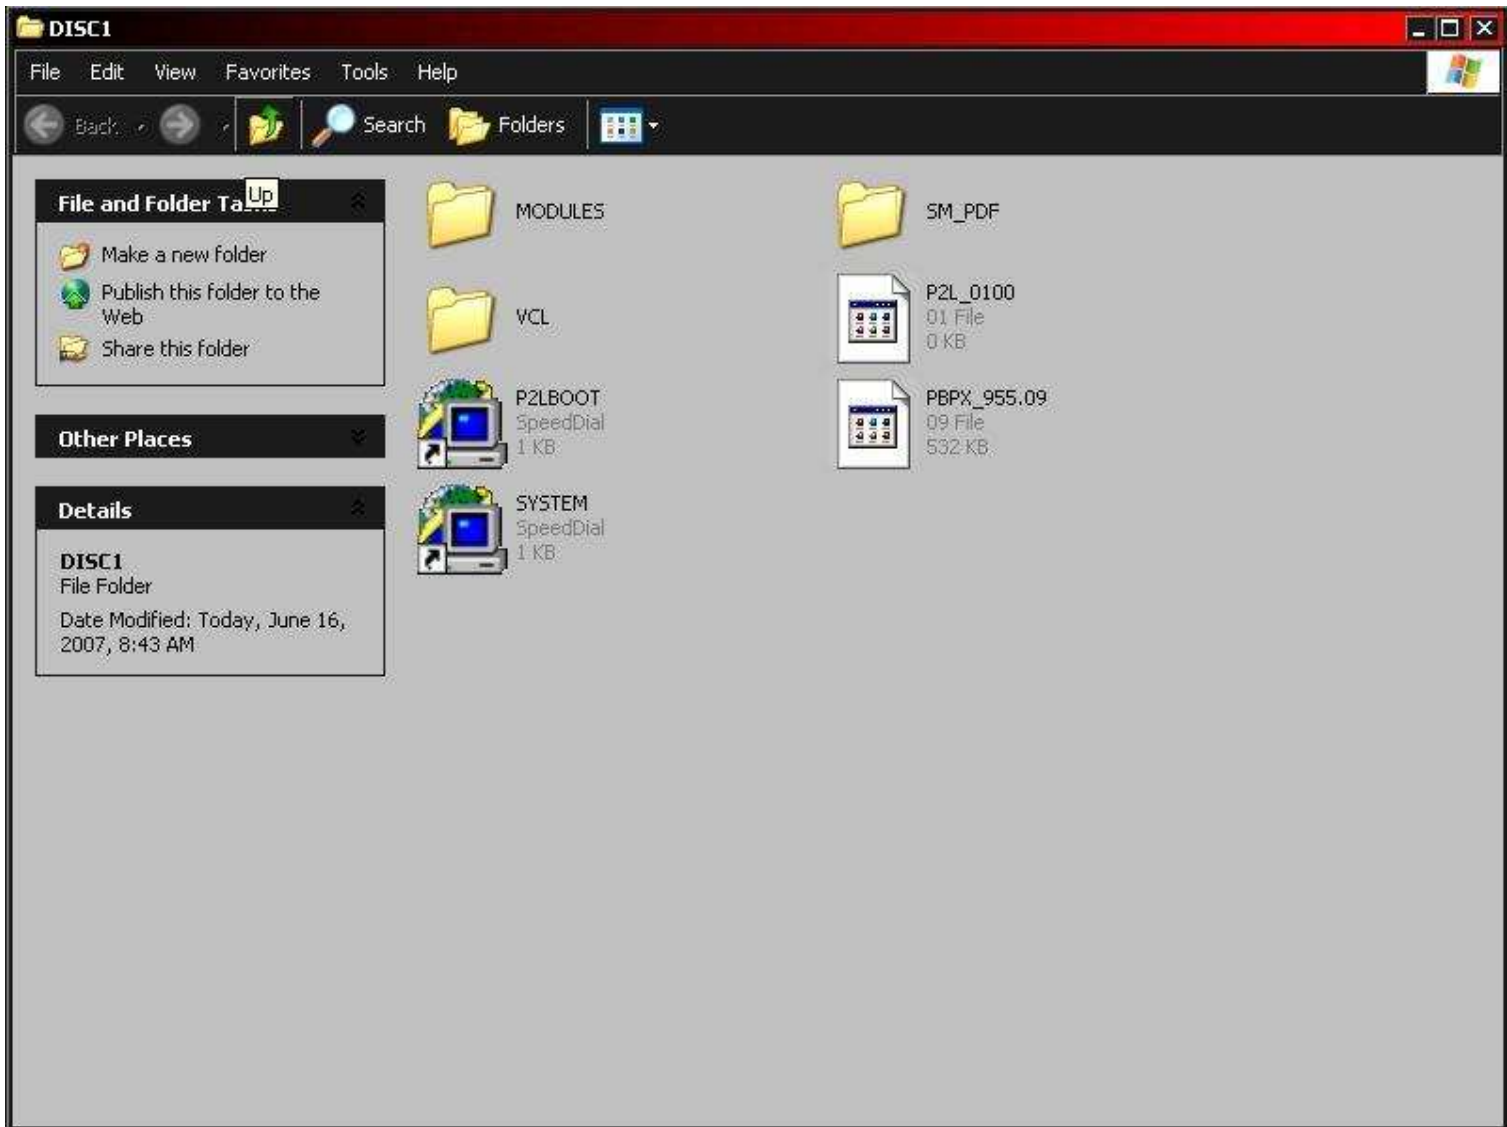 DISC1
File Edit View Favorites Tools Help
Back Search Folders
Up
File and Folder
Make a new folder
Publish this folder to the
Web
Share this folder
Other Places
Details
DISC1
File Folder
Date Modified: Today, June 16,
2007, 8:43 AM
MODULES
SM_PDF
VCL
P2L_0100
01 File
0 KB
P2LBOOT
SpeedDial
1 KB
PBPX_955.09
09 File
532 KB
SYSTEM
SpeedDial
1 KB